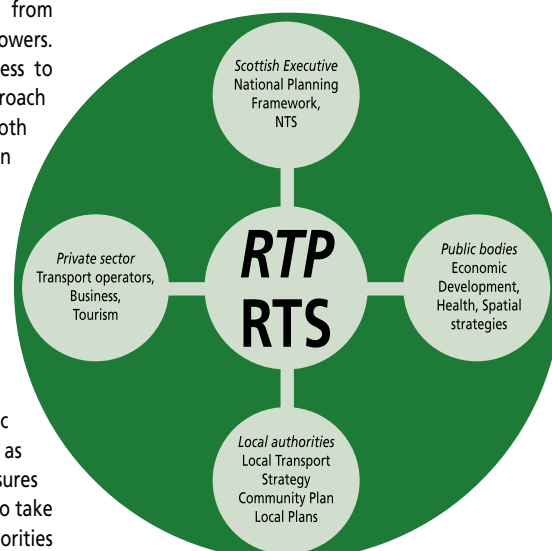 from
owers.
ess to
roach
oth
n
Scottish Executive
National Planning
Framework,
NTS
Private sector
Transport operators,
Business,
Tourism
RTP
RTS
Public bodies
Economic
Development,
Health, Spatial
strategies
Local authorities
Local Transport
Strategy
Community Plan
Local Plans
c
as
sures
o take
orities